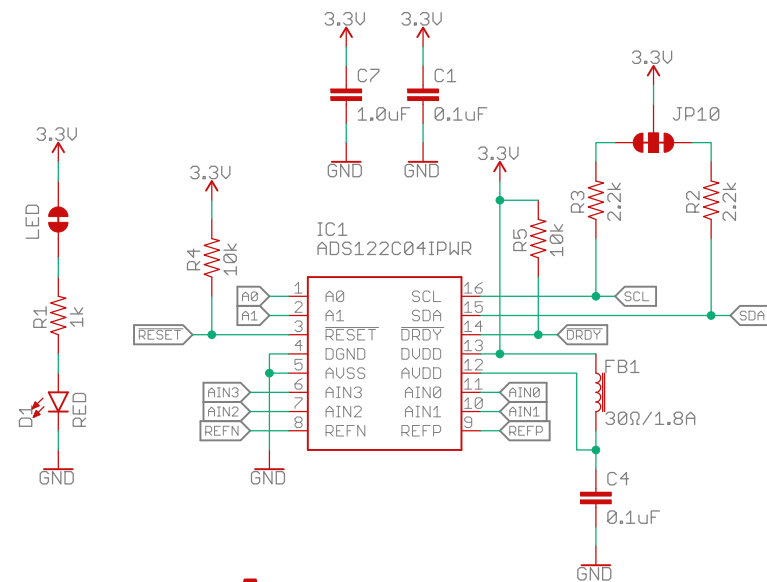 3.3V
3.3V
C7
C1
1.0uF
0.1uF
GND
GND
3.3V
JP10
R3
2.2k
R2
2.2k
3.3V
LED
R1
1k
D1
RED
GND
3.3V
R4
10k
3.3V
R5
10k
IC1
ADS122C04IPWR
A0
1
A0
SCL
16
SCL
A1
2
A1
SDA
15
SDA
RESET
3
RESET
DRDY
14
DRDY
4
DGND
DVDD
13
5
AVSS
AVDD
12
AIN3
6
AIN3
AIN0
11
AIN0
AIN2
7
AIN2
AIN1
10
AIN1
REFN
8
REFN
REFP
9
REFP
GND
FB1
30Ω/1.8A
C4
0.1uF
GND